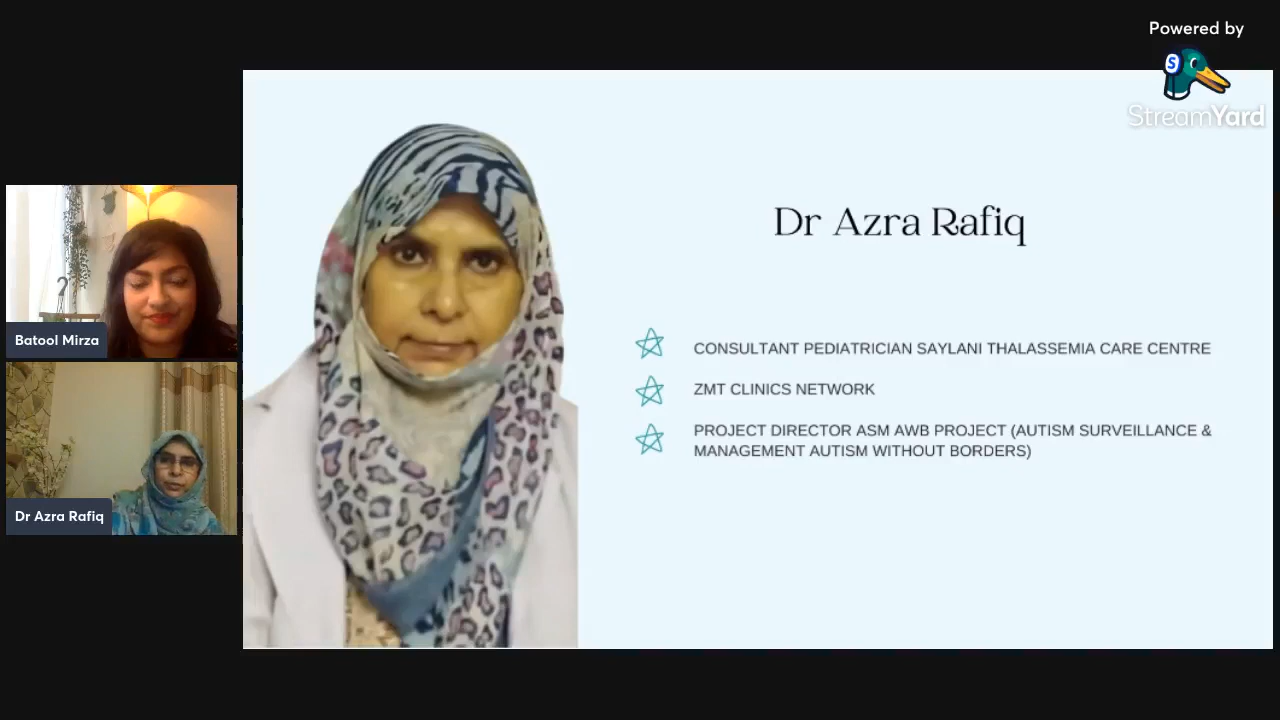 Powered by
S
StreamYard
Dr Azra Rafiq
CONSULTANT PEDIATRICIAN SAYLANI THALASSEMIA CARE CENTRE
ZMT CLINICS NETWORK
PROJECT DIRECTOR ASM AWB PROJECT (AUTISM SURVEILLANCE &
MANAGEMENT AUTISM WITHOUT BORDERS)
Batool Mirza
Dr Azra Rafiq